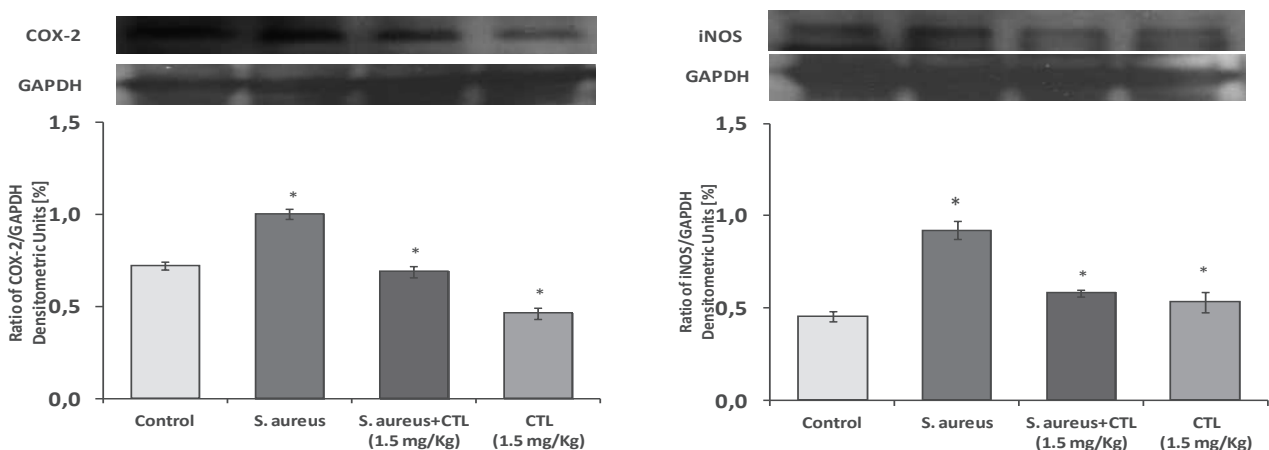 COX-2
GAPDH
Ratio of COX-2/GAPDH
Densitometric Units [%]
1,5
1,0
0,5
0,0
*
*
*
Control
S. aureus
S. aureus+CTL
(1.5 mg/Kg)
CTL
(1.5 mg/Kg)
iNOS
GAPDH
Ratio of iNOS/GAPDH
Densitometric Units [%]
1,5
1,0
0,5
0,0
*
*
*
Control
S. aureus
S. aureus+CTL
(1.5 mg/Kg)
CTL
(1.5 mg/Kg)